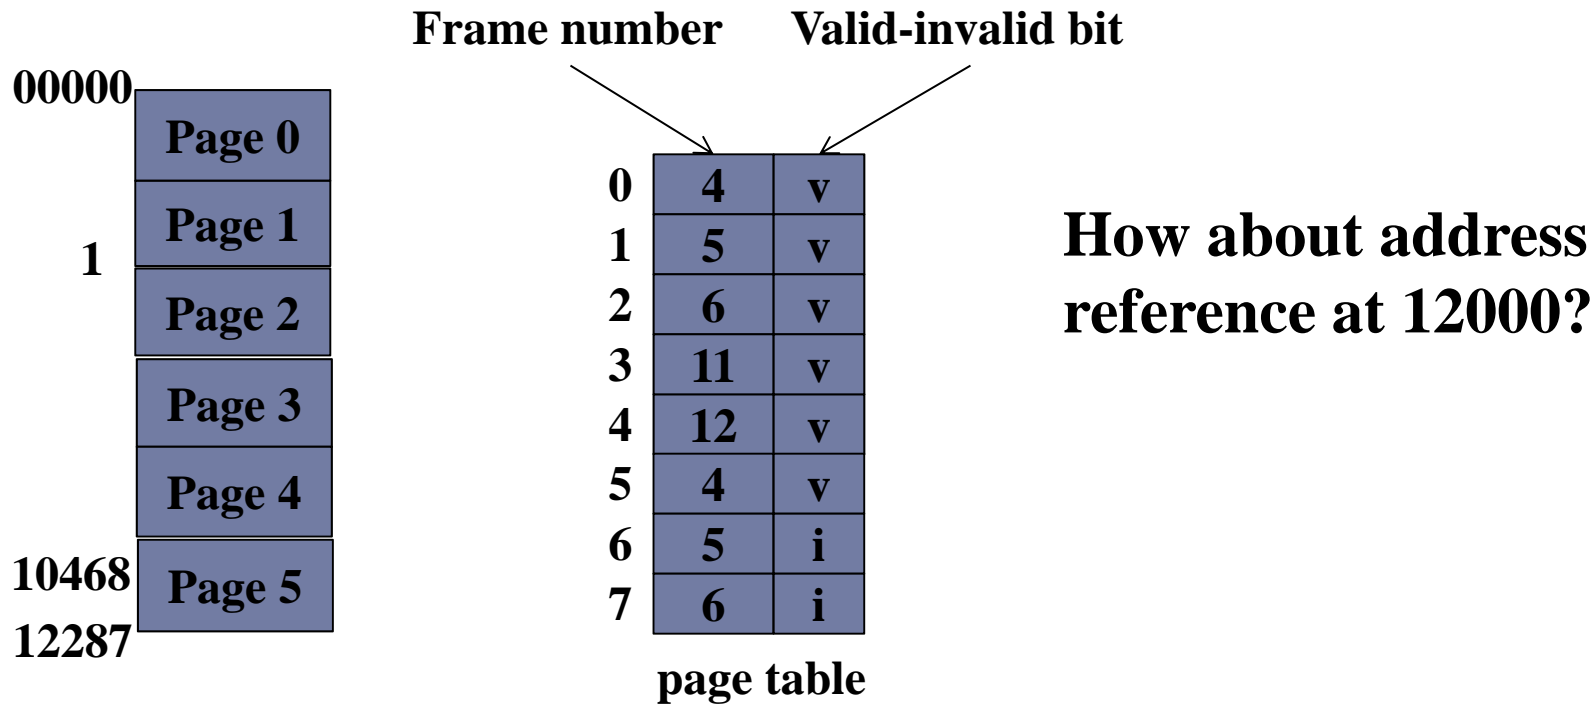 Frame number Valid-invalid bit
00000
Page 0
Page 1
1
Page 2
Page 3
Page 4
10468
Page 5
12287
0 4 v
1 5 v
2 6 v
3 11 v
4 12 v
5 4 v
6 5 i
7 6 i
page table
How about address
reference at 12000?